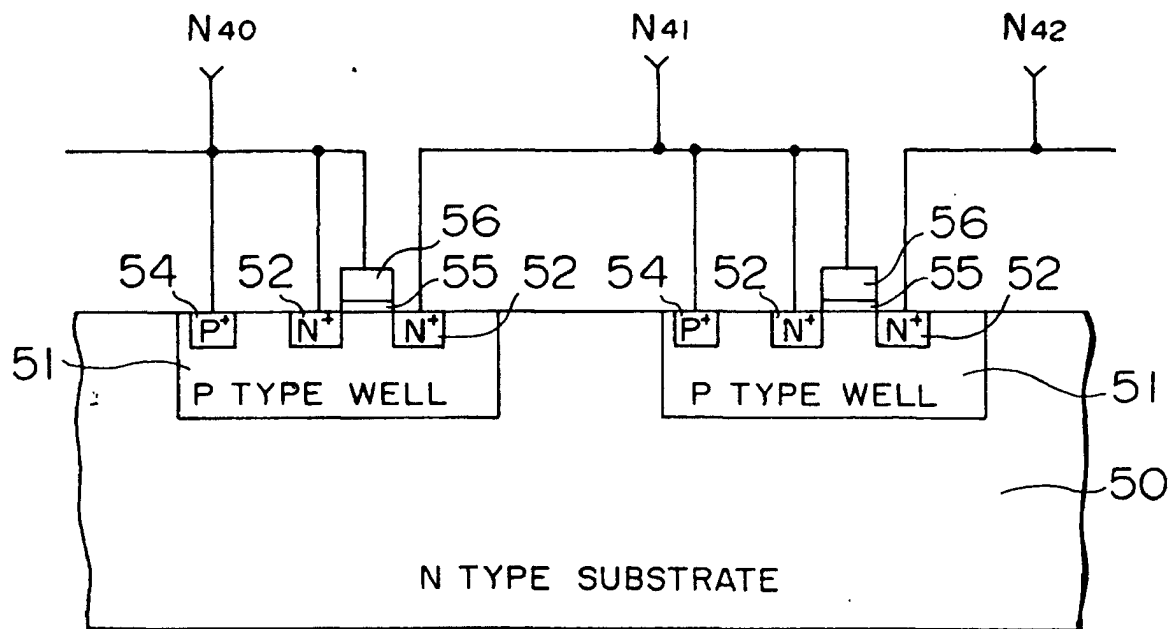 N40 N41 N42
56 56
54 52 55 52 54 52 55 52
P+ N+ N+ P+ N+ N+
51 P TYPE WELL P TYPE WELL 51
50
N TYPE SUBSTRATE